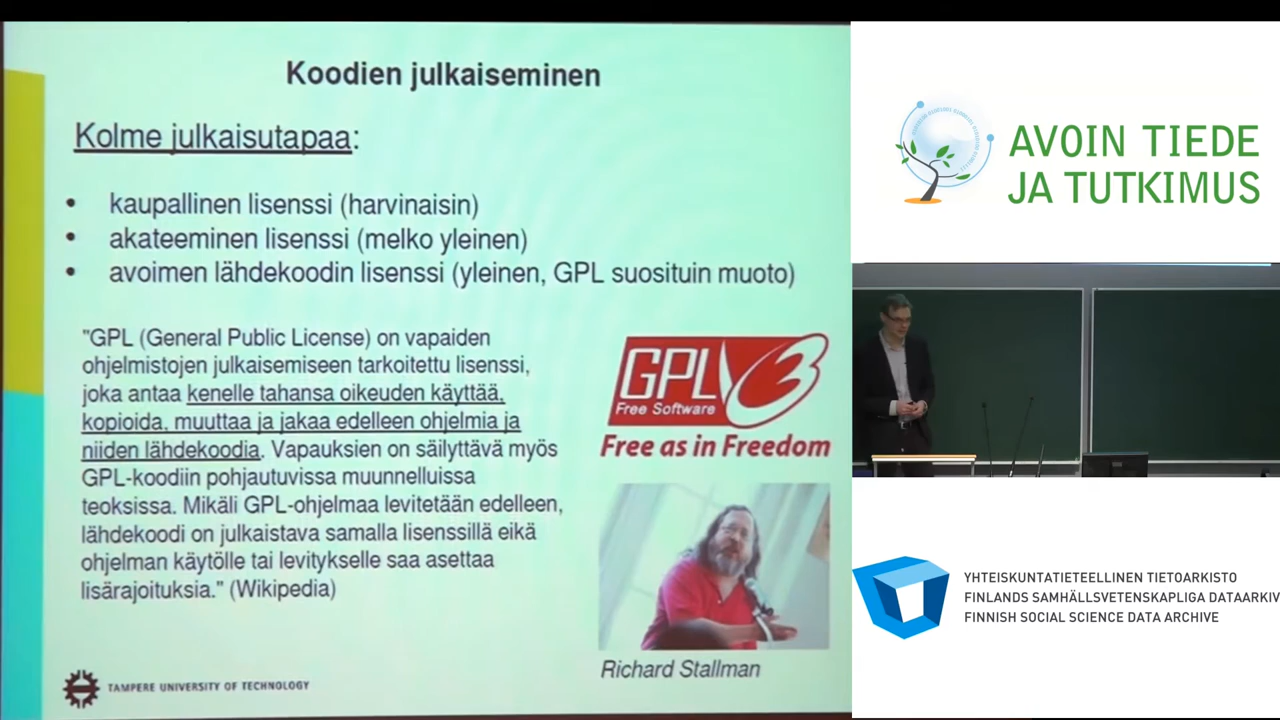 Koodien julkaiseminen
Kolme julkaisutapaa:
• kaupallinen lisenssi (harvinaisin)
• akateeminen lisenssi (melko yleinen)
• avoimen lähdekoodin lisenssi (yleinen, GPL suosituin muoto)
"GPL (General Public License) on vapaiden
ohjelmistojen julkaisemiseen tarkoitettu lisenssi,
joka antaa kenelle tahansa oikeuden käyttää,
kopioida, muuttaa ja jakaa edelleen ohjelmia ja
niiden lähdekoodia. Vapauksien on säilyttävä myös
GPL-koodiin pohjautuvissa muunnelluissa
teoksissa. Mikäli GPL-ohjelmaa levitetään edelleen,
lähdekoodi on julkaistava samalla lisenssillä eikä
ohjelman käytölle tai levitykselle saa asettaa
lisärajoituksia." (Wikipedia)
GPL v3
Free Software
Free as in Freedom
Richard Stallman
TAMPERE UNIVERSITY OF TECHNOLOGY
AVOIN TIEDE
JA TUTKIMUS
YHTEISKUNTATIETEELLINEN TIETOARKISTO
FINLANDS SAMHÄLLSVETENSKAPLIGA DATAARKIV
FINNISH SOCIAL SCIENCE DATA ARCHIVE